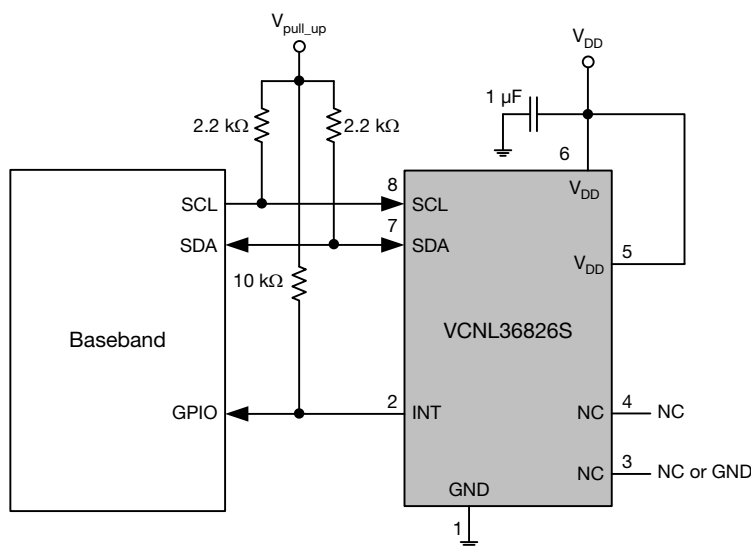 Vpull_up
VDD
1 µF
2.2 kΩ
2.2 kΩ
6
VDD
8
SCL
SCL
7
SDA
SDA
5
VDD
10 kΩ
VCNL36826S
Baseband
2
4
GPIO
INT
NC
NC
3
NC
NC or GND
GND
1